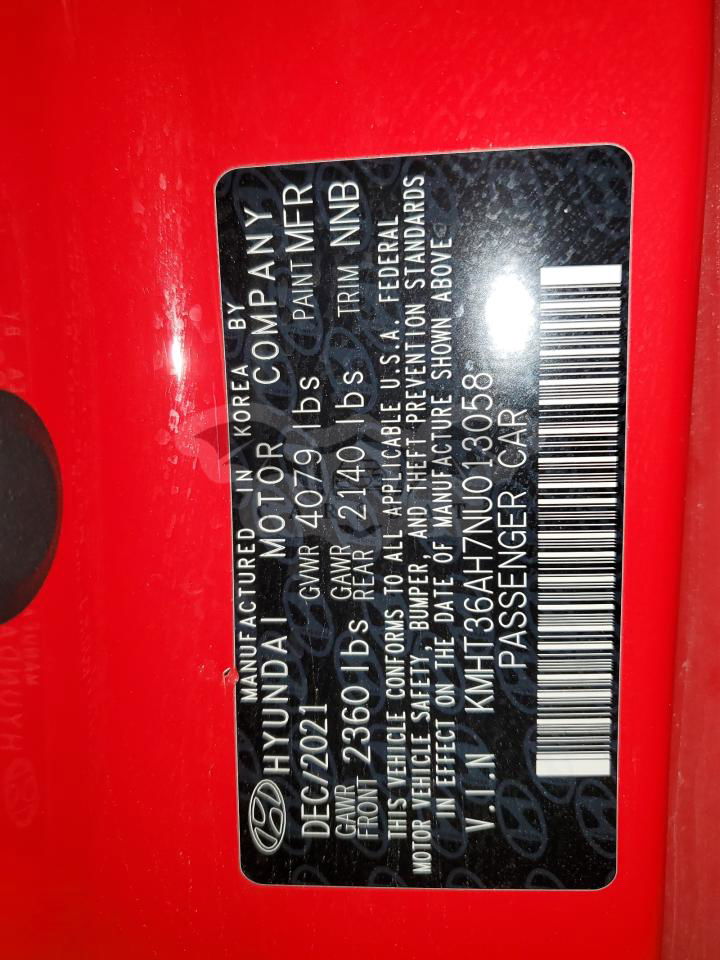 MANUFACTURED IN KOREA BY
HYUNDAI MOTOR COMPANY
DEC/2021 GVWR 4079 lbs PAINT MFR
GAWR FRONT 2360 lbs GAWR REAR 2140 lbs TRIM NNB
THIS VEHICLE CONFORMS TO ALL APPLICABLE U.S.A. FEDERAL
MOTOR VEHICLE SAFETY, BUMPER, AND THEFT PREVENTION STANDARDS
IN EFFECT ON THE DATE OF MANUFACTURE SHOWN ABOVE
V.I.N KMHT36AH7NU013058
PASSENGER CAR